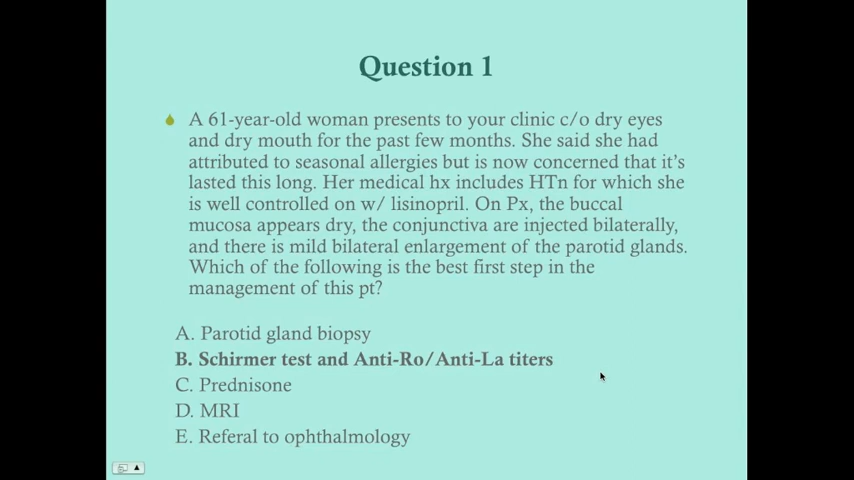 Question 1
A 61-year-old woman presents to your clinic c/o dry eyes
and dry mouth for the past few months. She said she had
attributed to seasonal allergies but is now concerned that it's
lasted this long. Her medical hx includes HTn for which she
is well controlled on w/ lisinopril. On Px, the buccal
mucosa appears dry, the conjunctiva are injected bilaterally,
and there is mild bilateral enlargement of the parotid glands.
Which of the following is the best first step in the
management of this pt?
A. Parotid gland biopsy
B. Schirmer test and Anti-Ro/Anti-La titers
C. Prednisone
D. MRI
E. Referal to ophthalmology